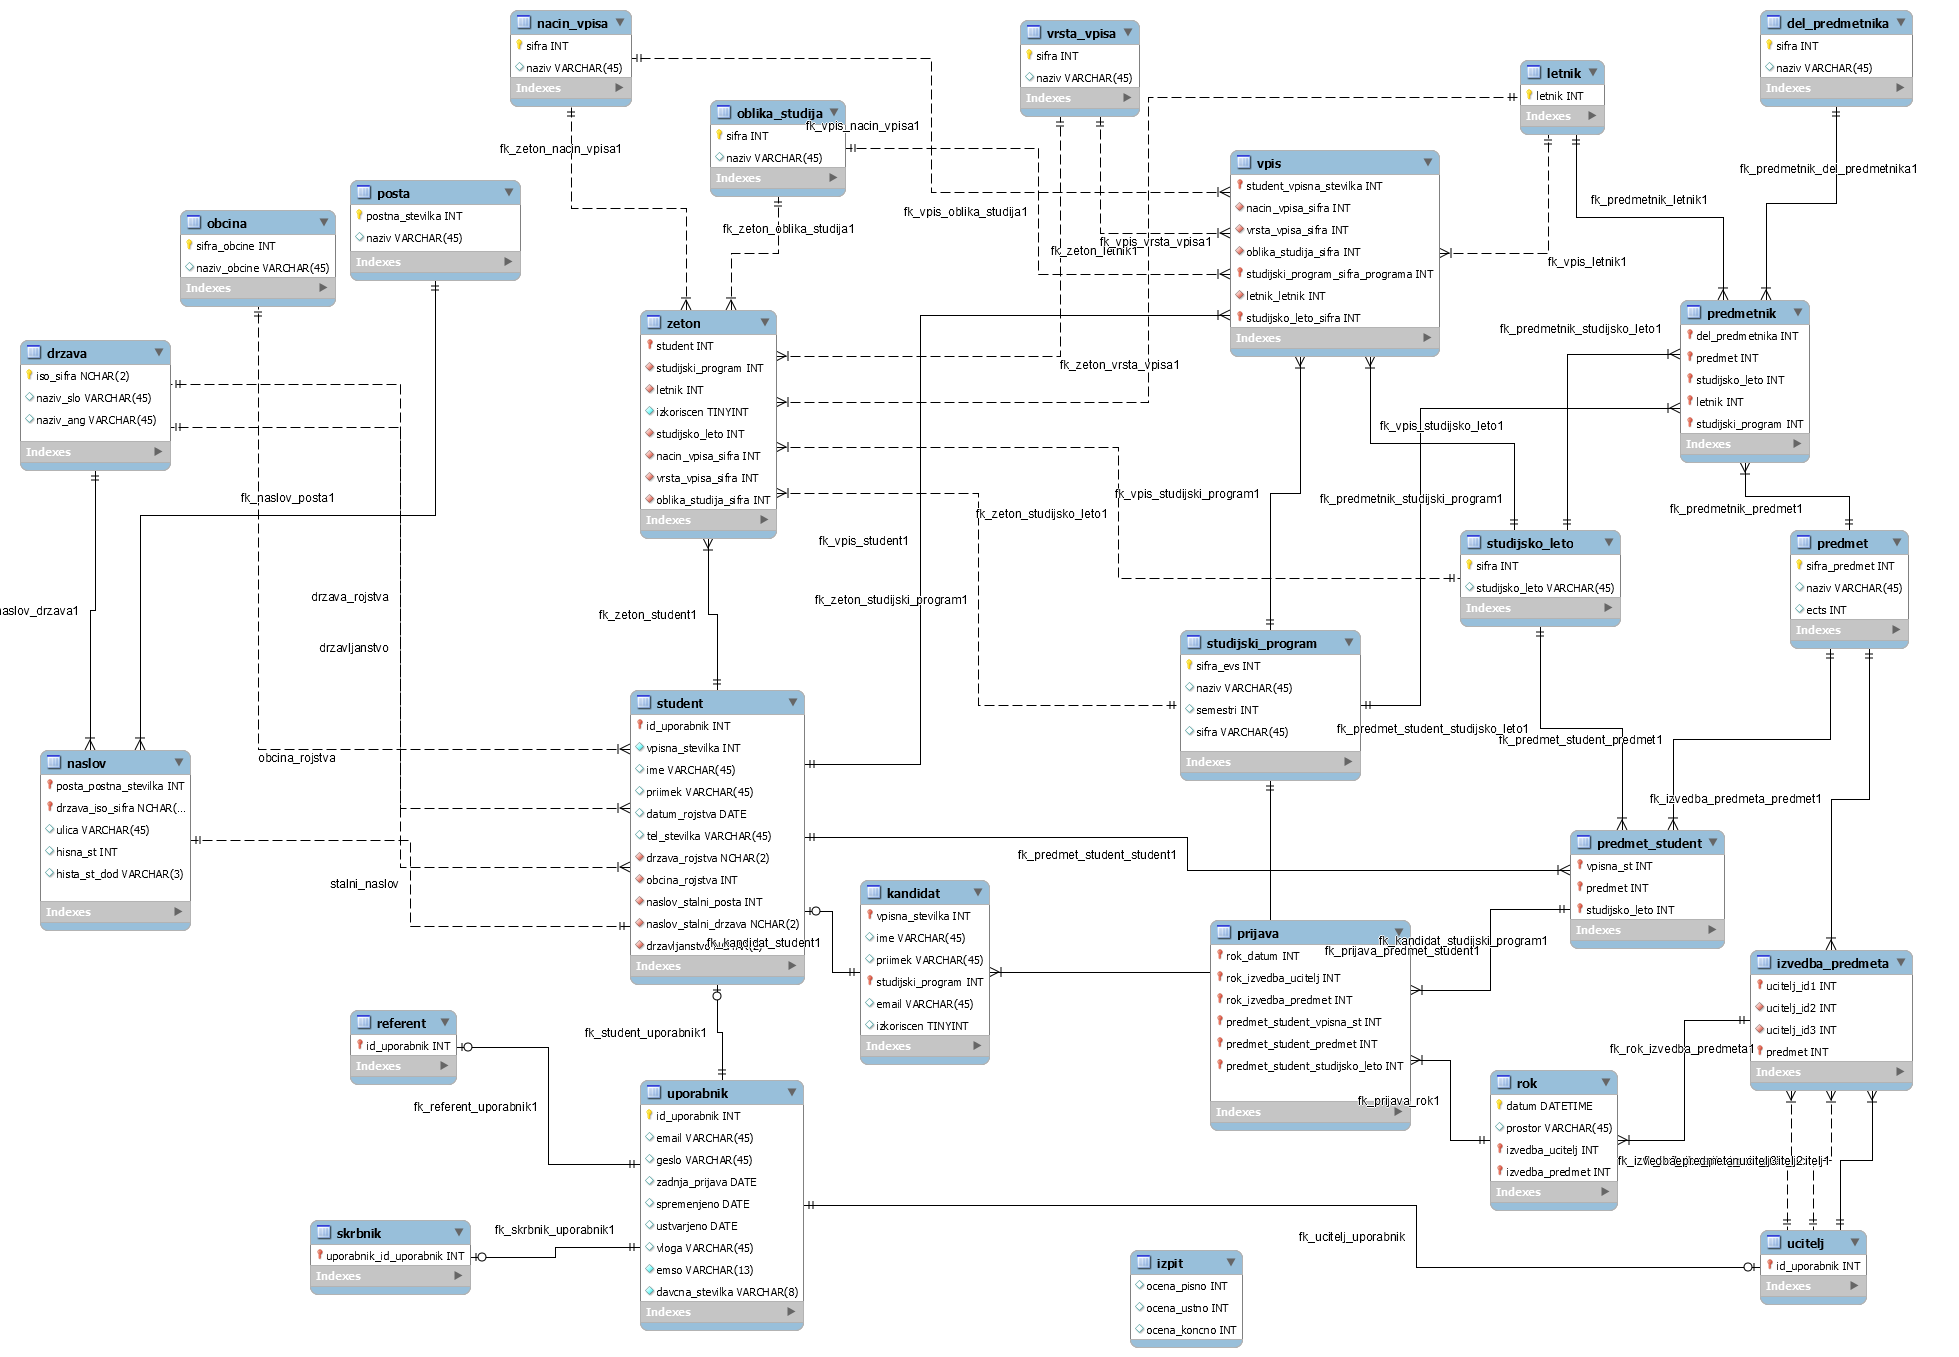 nacin_vpisa
sifra INT
naziv VARCHAR(45)
Indexes
vrsta_vpisa
sifra INT
naziv VARCHAR(45)
Indexes
del_predmetnika
sifra INT
naziv VARCHAR(45)
Indexes
letnik
letnik INT
Indexes
oblika_studija
sifra INT
naziv VARCHAR(45)
Indexes
fk_vpis_nacin_vpisa1
fk_zeton_nacin_vpisa1
vpis
student_vpisna_stevilka INT
nacin_vpisa_sifra INT
vrsta_vpisa_sifra INT
oblika_studija_sifra INT
studijski_program_sifra_programa INT
letnik_letnik INT
studijsko_leto_sifra INT
Indexes
fk_predmetnik_del_predmetnika1
fk_predmetnik_letnik1
posta
postna_stevilka INT
naziv VARCHAR(45)
Indexes
obcina
sifra_obcine INT
naziv_obcine VARCHAR(45)
Indexes
fk_vpis_oblika_studija1
fk_zeton_oblika_studija1
fk_zeton_letnik1
fk_vpis_vrsta_vpisa1
fk_vpis_letnik1
zeton
student INT
studijski_program INT
letnik INT
izkoriscen TINYINT
studijsko_leto INT
nacin_vpisa_sifra INT
vrsta_vpisa_sifra INT
oblika_studija_sifra INT
Indexes
predmetnik
del_predmetnika INT
predmet INT
studijsko_leto INT
letnik INT
studijski_program INT
Indexes
fk_predmetnik_studijsko_leto1
drzava
iso_sifra NCHAR(2)
naziv_slo VARCHAR(45)
naziv_ang VARCHAR(45)
Indexes
fk_zeton_vrsta_vpisa1
fk_vpis_studijsko_leto1
fk_naslov_posta1
fk_vpis_studijski_program1
fk_predmetnik_studijski_program1
fk_zeton_studijsko_leto1
fk_predmetnik_predmet1
fk_vpis_student1
studijsko_leto
sifra INT
studijsko_leto VARCHAR(45)
Indexes
predmet
sifra_predmet INT
naziv VARCHAR(45)
ects INT
Indexes
drzava_rojstva
naslov_drzava1
fk_zeton_student1
fk_zeton_studijski_program1
drzavljanstvo
studijski_program
sifra_evs INT
naziv VARCHAR(45)
semestri INT
sifra VARCHAR(45)
Indexes
student
id_uporabnik INT
vpisna_stevilka INT
ime VARCHAR(45)
priimek VARCHAR(45)
datum_rojstva DATE
tel_stevilka VARCHAR(45)
drzava_rojstva NCHAR(2)
obcina_rojstva INT
naslov_stalni_posta INT
naslov_stalni_drzava NCHAR(2)
drzavljanstvo
Indexes
fk_predmet_student_studijsko_leto1
fk_predmet_student_predmet1
obcina_rojstva
naslov
posta_postna_stevilka INT
drzava_iso_sifra NCHAR(...
ulica VARCHAR(45)
hisna_st INT
hista_st_dod VARCHAR(3)
Indexes
fk_izvedba_predmeta_predmet1
fk_predmet_student_student1
stalni_naslov
predmet_student
vpisna_st INT
predmet INT
studijsko_leto INT
Indexes
kandidat
vpisna_stevilka INT
ime VARCHAR(45)
priimek VARCHAR(45)
studijski_program INT
email VARCHAR(45)
izkoriscen TINYINT
Indexes
fk_kandidat_student1
fk_kandidat_studijski_program1
fk_prijava_predmet_student1
prijava
rok_datum INT
rok_izvedba_ucitelj INT
rok_izvedba_predmet INT
predmet_student_vpisna_st INT
predmet_student_predmet INT
predmet_student_studijsko_leto INT
Indexes
izvedba_predmeta
ucitelj_id1 INT
ucitelj_id2 INT
ucitelj_id3 INT
predmet INT
Indexes
referent
id_uporabnik INT
Indexes
fk_student_uporabnik1
fk_rok_izvedba_predmeta1
fk_referent_uporabnik1
fk_prijava_rok1
rok
datum DATETIME
prostor VARCHAR(45)
izvedba_ucitelj INT
izvedba_predmet INT
Indexes
uporabnik
id_uporabnik INT
email VARCHAR(45)
geslo VARCHAR(45)
zadnja_prijava DATE
spremenjeno DATE
ustvarjeno DATE
vloga VARCHAR(45)
emso VARCHAR(13)
davcna_stevilka VARCHAR(8)
Indexes
skrbnik
uporabnik_id_uporabnik INT
Indexes
fk_skrbnik_uporabnik1
fk_ucitelj_uporabnik
ucitelj
id_uporabnik INT
Indexes
izpit
ocena_pisno INT
ocena_ustno INT
ocena_koncno INT